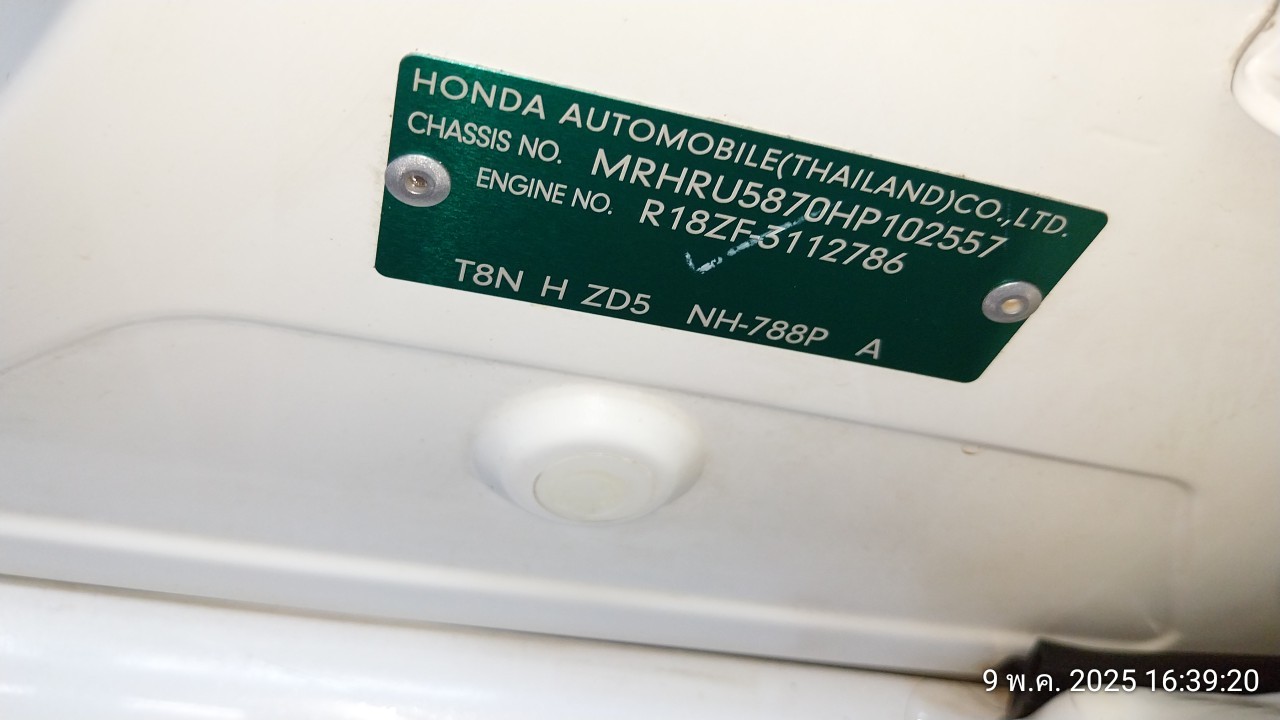 HONDA AUTOMOBILE(THAILAND)CO.,LTD.
CHASSIS NO. MRHRU5870HP102557
ENGINE NO. R18ZF-3112786
T8N H ZD5 NH-788P A
9 พ.ค. 2025 16:39:20